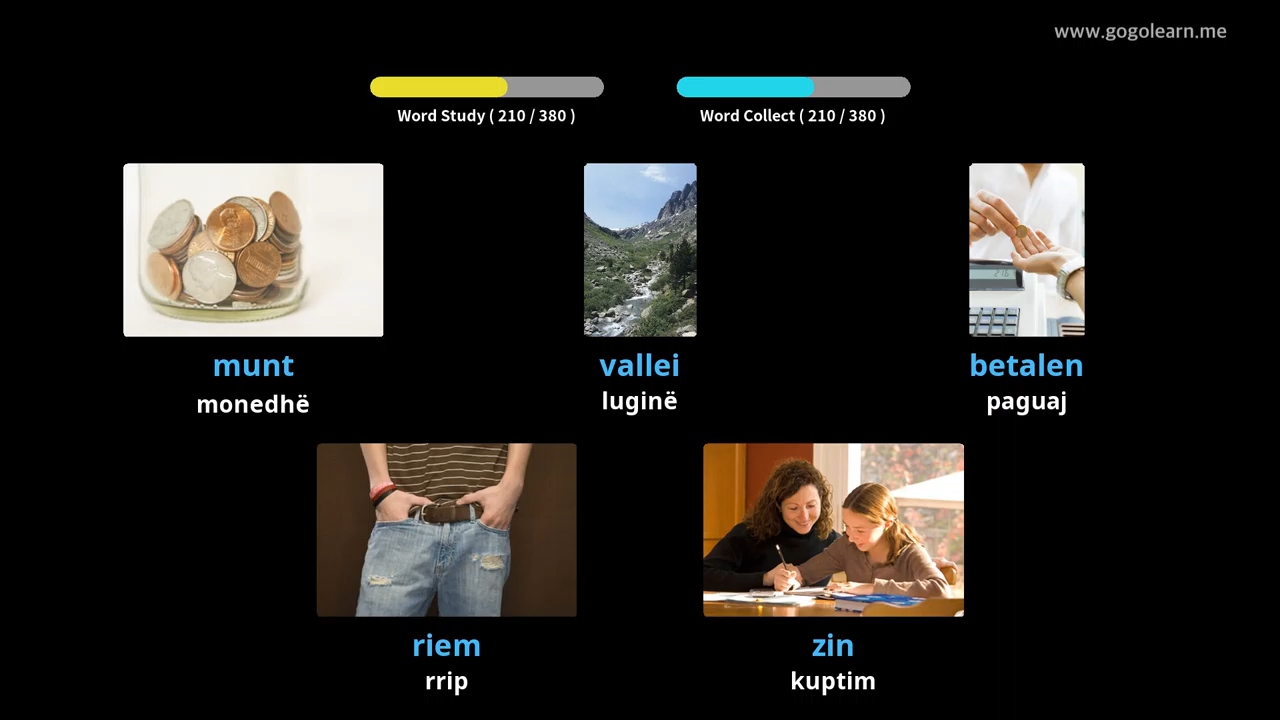 www.gogolearn.me
Word Study ( 210 / 380 )
Word Collect ( 210 / 380 )
munt
monedhë
vallei
luginë
betalen
paguaj
riem
rrip
zin
kuptim